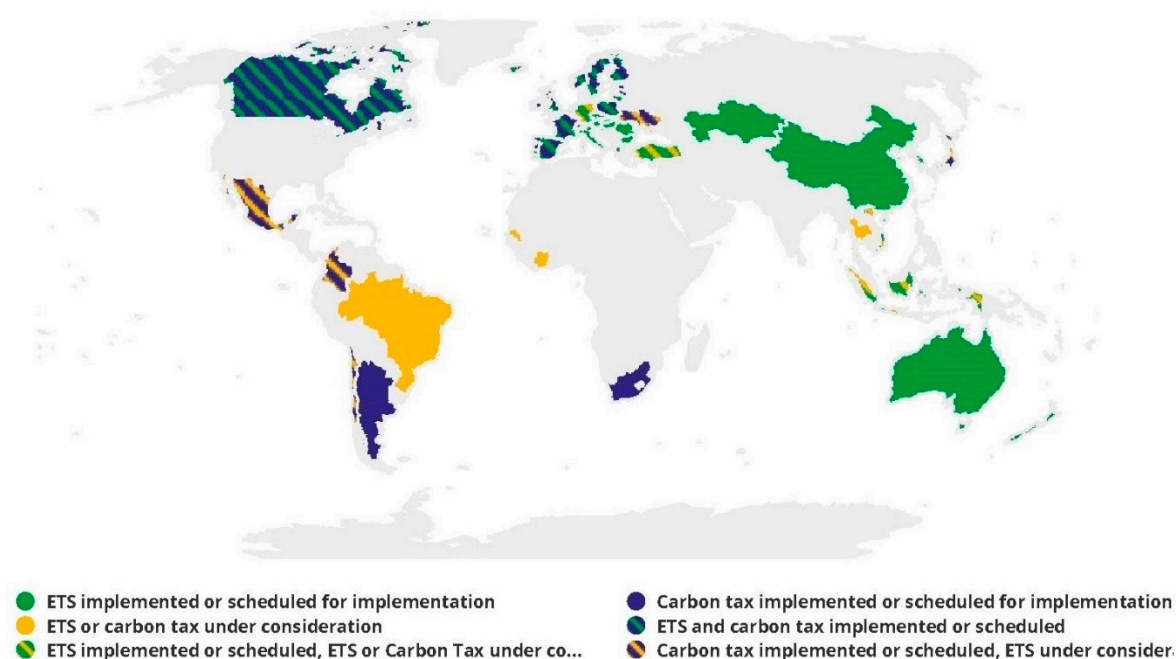 ETS implemented or scheduled for implementation
ETS or carbon tax under consideration
ETS implemented or scheduled, ETS or Carbon Tax under co...
Carbon tax implemented or scheduled for implementation
ETS and carbon tax implemented or scheduled
Carbon tax implemented or scheduled, ETS under consider